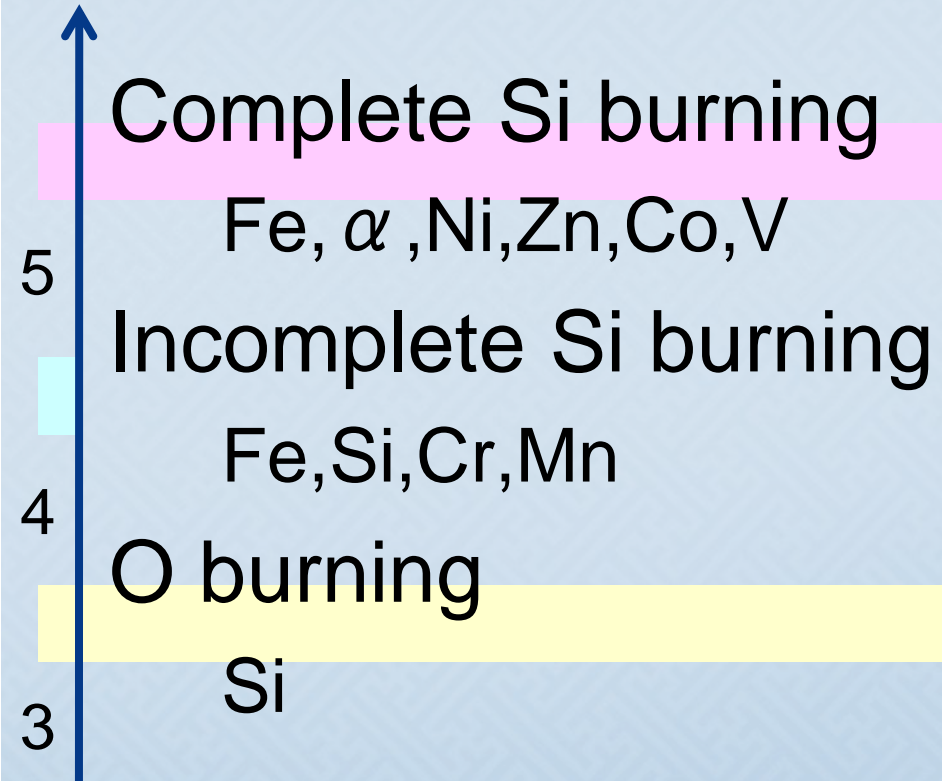 Complete Si burning
Fe, α ,Ni,Zn,Co,V
5
Incomplete Si burning
Fe,Si,Cr,Mn
4
O burning
Si
3